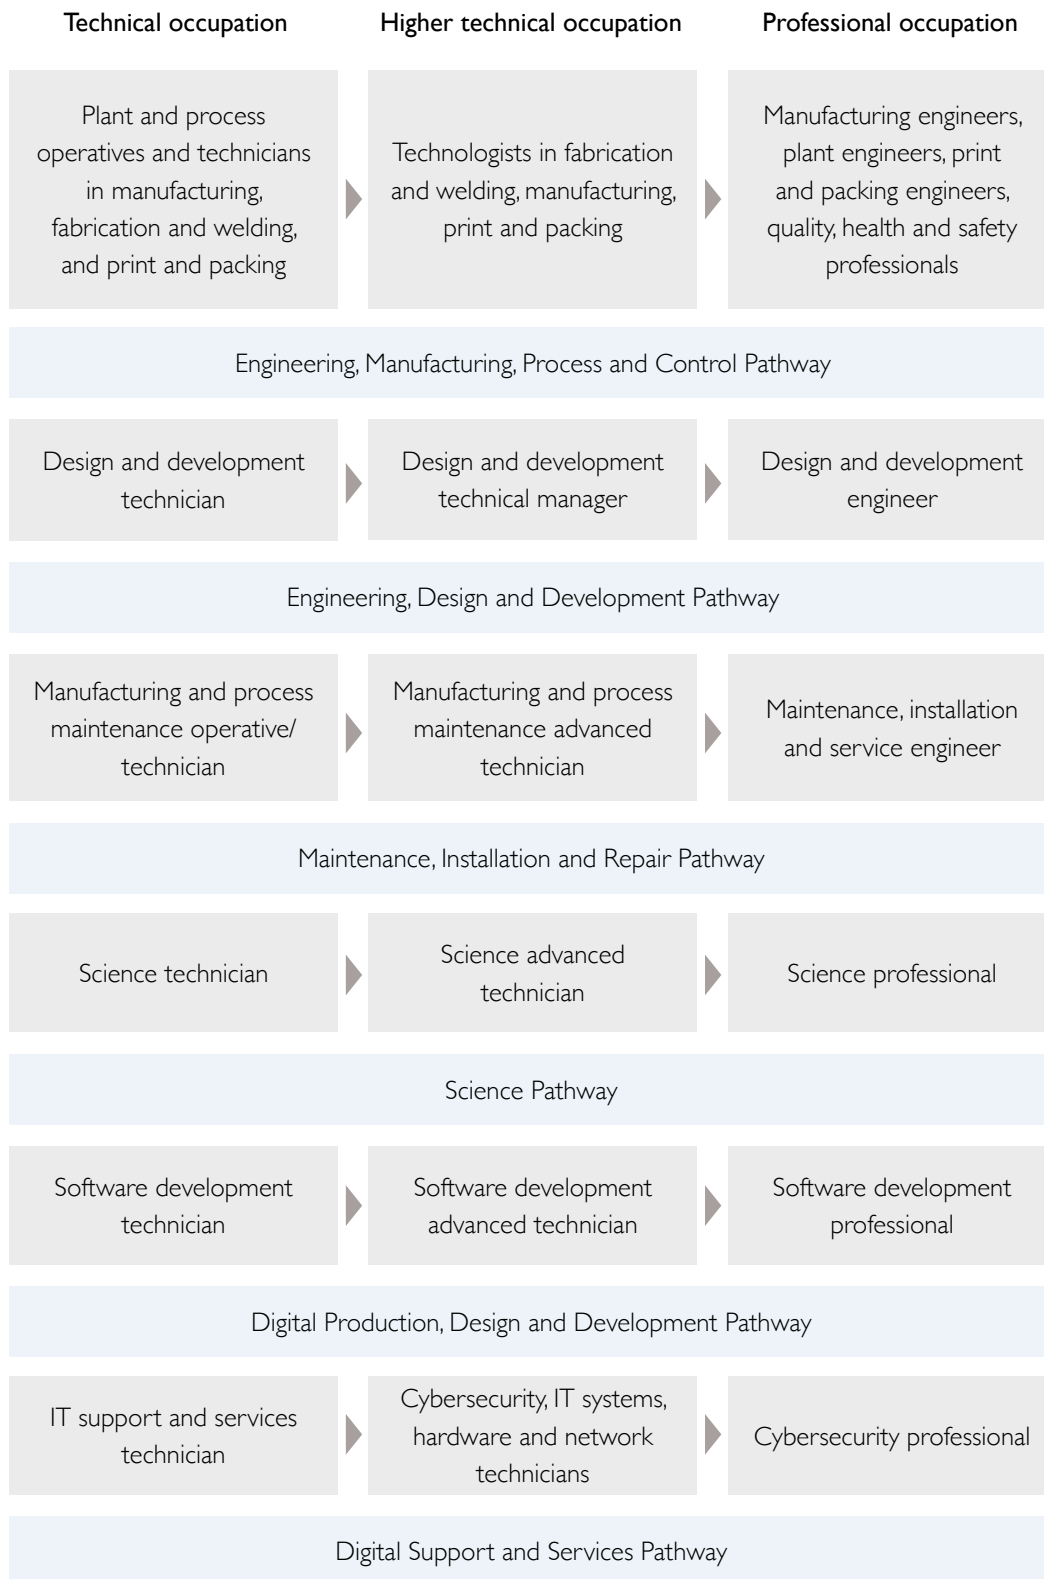 Technical occupation
Higher technical occupation
Professional occupation
Plant and process
operatives and technicians
in manufacturing,
fabrication and welding,
and print and packing
Technologists in fabrication
and welding, manufacturing,
print and packing
Manufacturing engineers,
plant engineers, print
and packing engineers,
quality, health and safety
professionals
Engineering, Manufacturing, Process and Control Pathway
Design and development
technician
Design and development
technical manager
Design and development
engineer
Engineering, Design and Development Pathway
Manufacturing and process
maintenance operative/
technician
Manufacturing and process
maintenance advanced
technician
Maintenance, installation
and service engineer
Maintenance, Installation and Repair Pathway
Science technician
Science advanced
technician
Science professional
Science Pathway
Software development
technician
Software development
advanced technician
Software development
professional
Digital Production, Design and Development Pathway
IT support and services
technician
Cybersecurity, IT systems,
hardware and network
technicians
Cybersecurity professional
Digital Support and Services Pathway